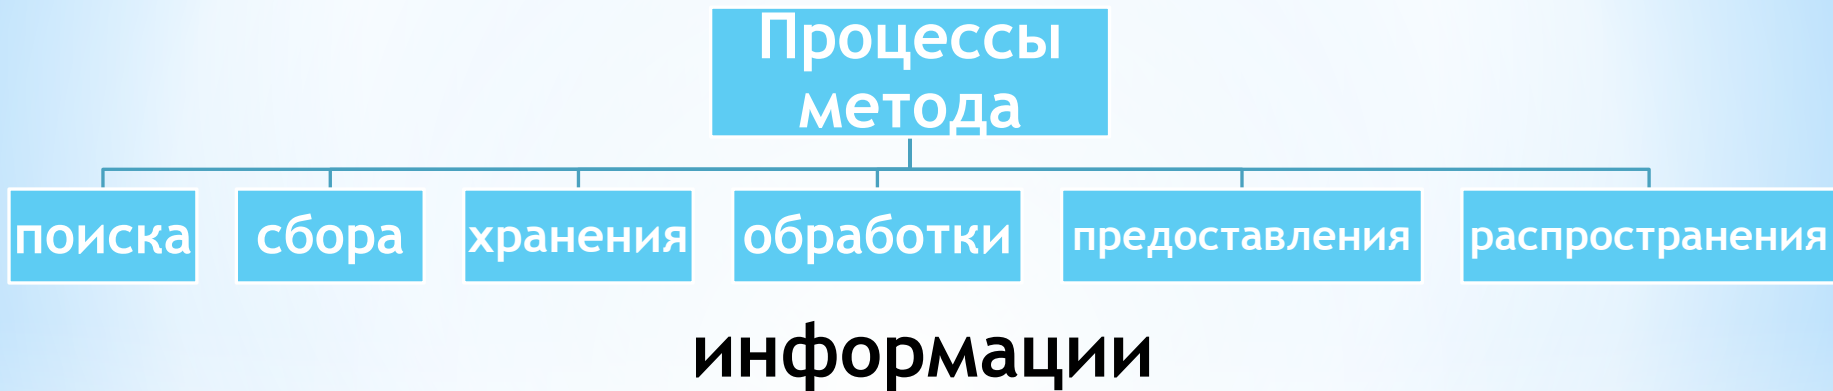 Процессы
метода
поиска
сбора
хранения
обработки
предоставления
распространения
информации